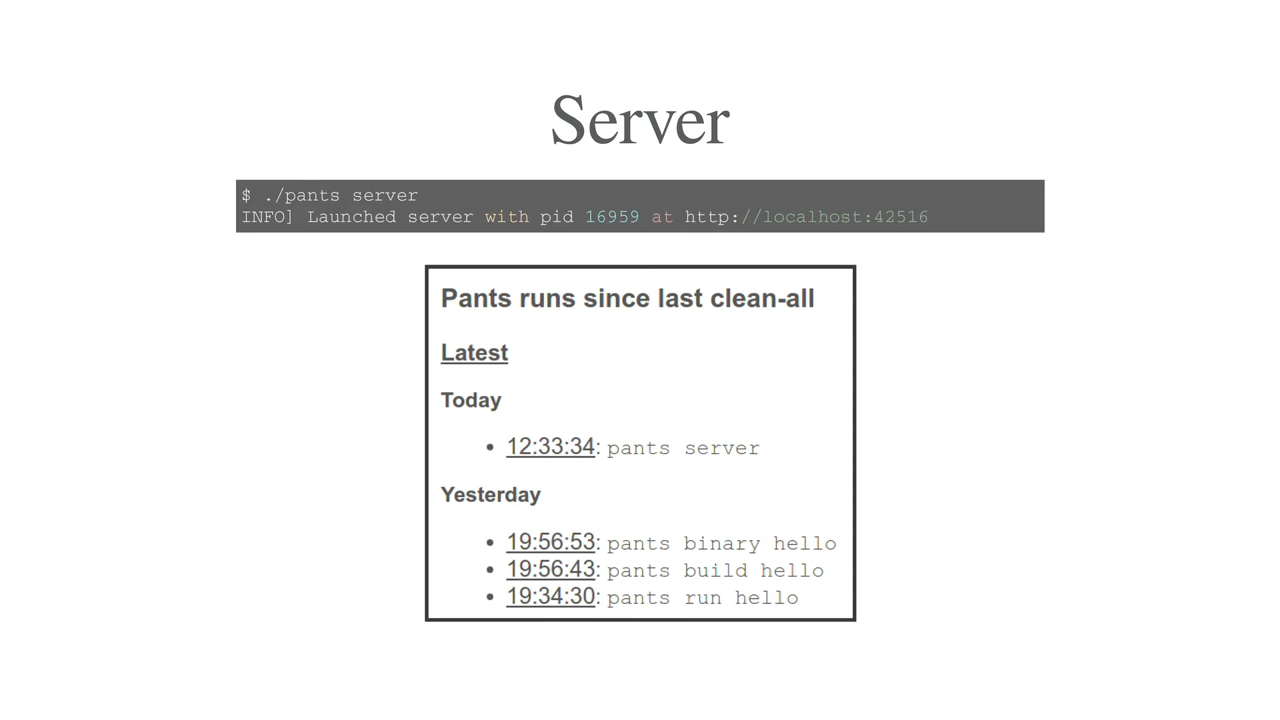 Server
$ ./pants server
INFO] Launched server with pid 16959 at http://localhost:42516
Pants runs since last clean-all
Latest
Today
• 12:33:34: pants server
Yesterday
• 19:56:53: pants binary hello
• 19:56:43: pants build hello
• 19:34:30: pants run hello